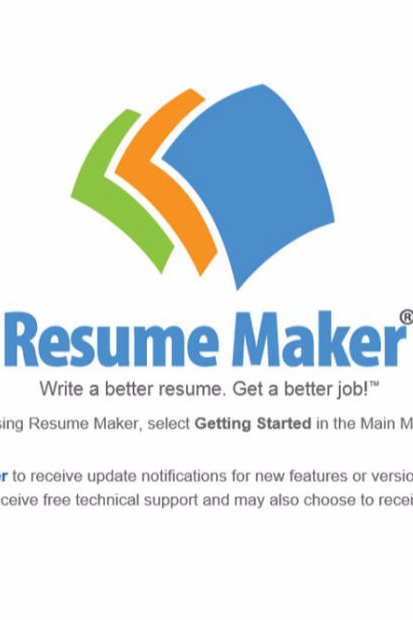 Resume Maker®
Write a better resume. Get a better job!™
sing Resume Maker, select Getting Started in the Main M
r to receive update notifications for new features or versio
ceive free technical support and may also choose to recei